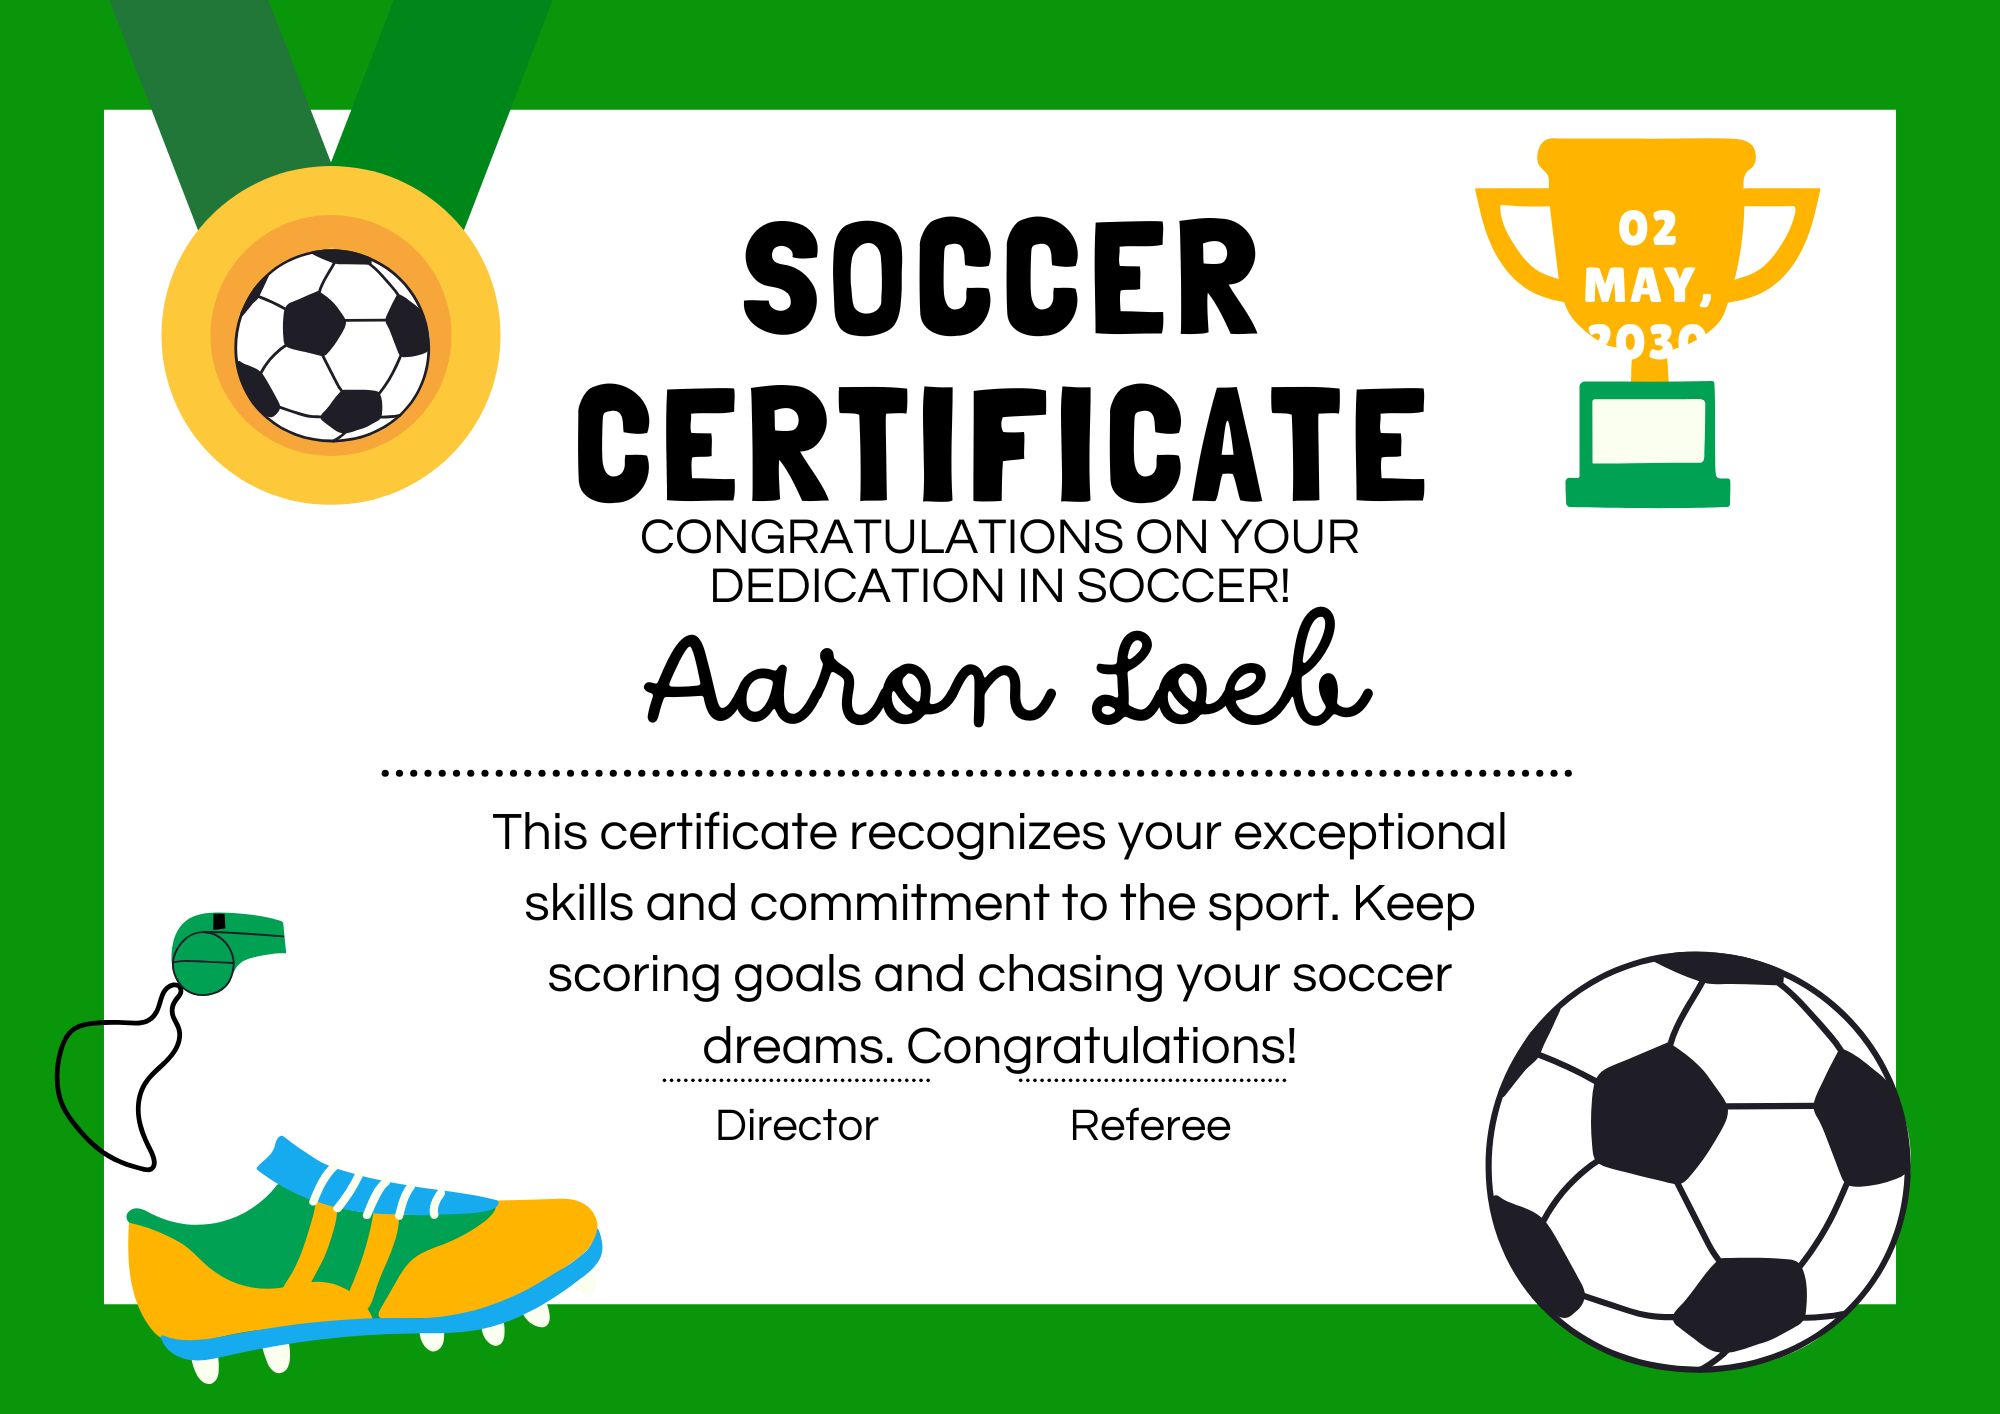 SOCCER
CERTIFICATE
CONGRATULATIONS ON YOUR
DEDICATION IN SOCCER!
Aaron Loeb
This certificate recognizes your exceptional
skills and commitment to the sport. Keep
scoring goals and chasing your soccer
dreams. Congratulations!
Director
Referee
02
MAY,
2030